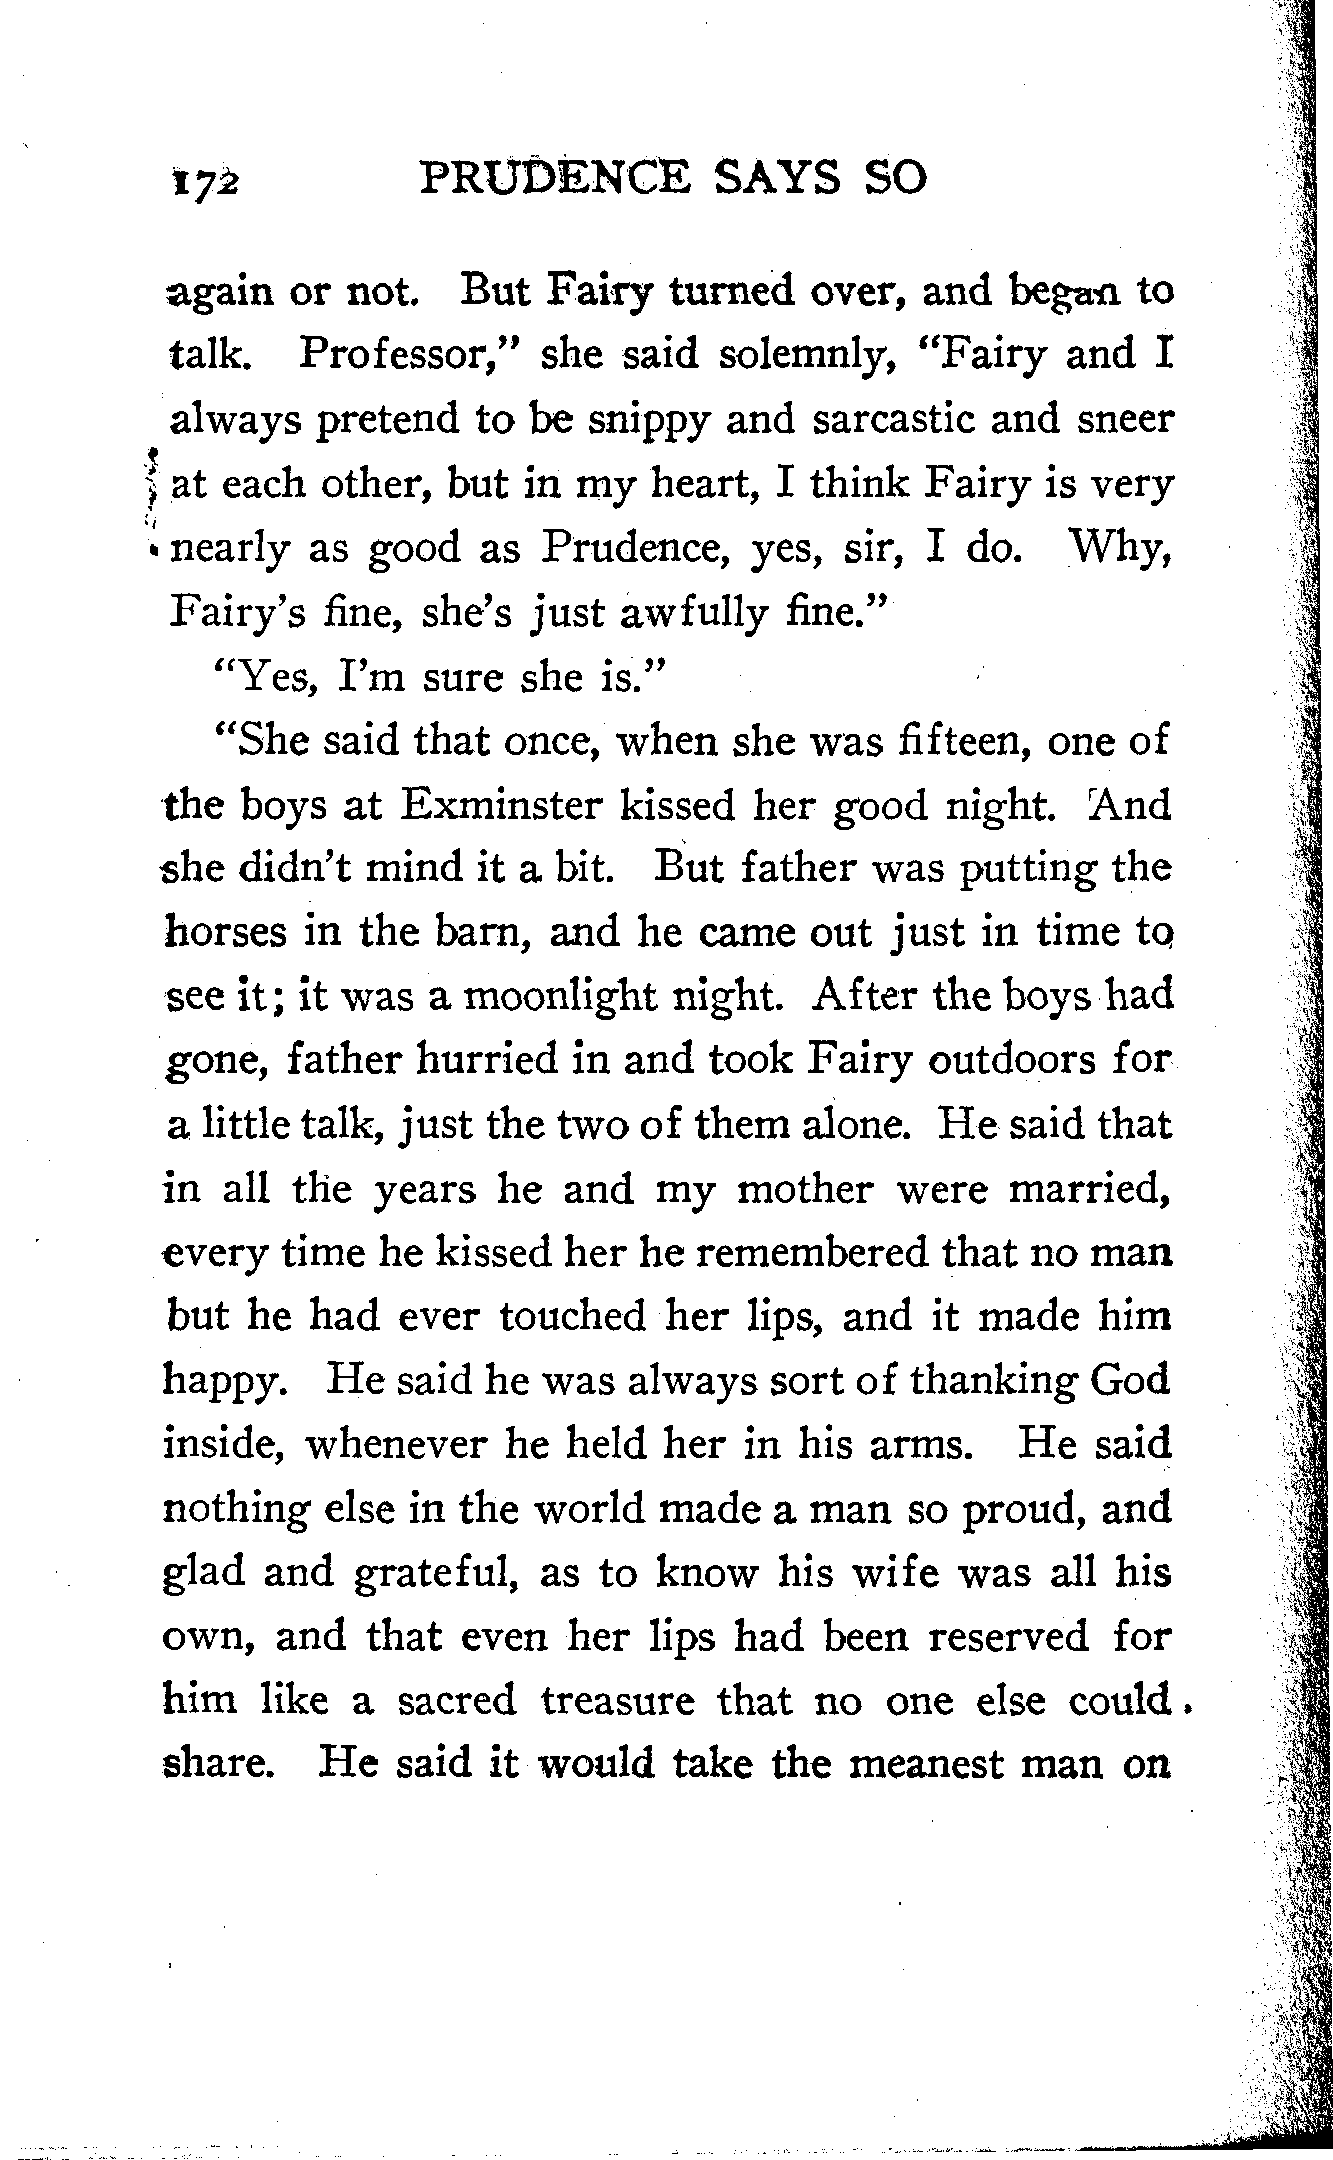 172 PRUDENCE SAYS SO
again or not. But Fairy turned over, and began to
talk. Professor,” she said solemnly, “Fairy and I
always pretend to be snippy and sarcastic and sneer
at each other, but in my heart, I think Fairy is very
nearly as good as Prudence, yes, sir, I do. Why,
Fairy’s fine, she’s just awfully fine.”
“Yes, I’m sure she is.”
“She said that once, when she was fifteen, one of
the boys at Exminster kissed her good night. And
she didn’t mind it a bit. But father was putting the
horses in the barn, and he came out just in time to
see it; it was a moonlight night. After the boys had
gone, father hurried in and took Fairy outdoors for
a little talk, just the two of them alone. He said that
in all the years he and my mother were married,
every time he kissed her he remembered that no man
but he had ever touched her lips, and it made him
happy. He said he was always sort of thanking God
inside, whenever he held her in his arms. He said
nothing else in the world made a man so proud, and
glad and grateful, as to know his wife was all his
own, and that even her lips had been reserved for
him like a sacred treasure that no one else could
share. He said it would take the meanest man on